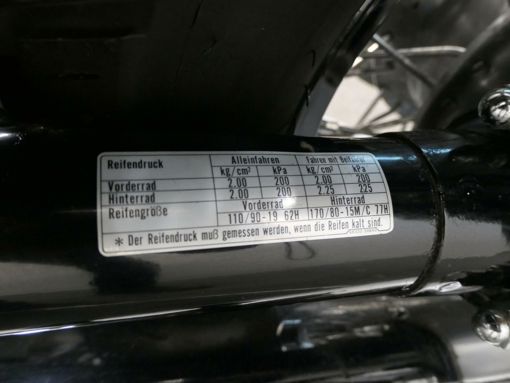 Reifendruck Alleinfahren Fahren mit Beifahrer
kg/cm² kPa kg/cm² kPa
Vorderrad 2.00 200 2.00 200
Hinterrad 2.00 200 2.25 225
Reifengröße Vorderrad Hinterrad
110/90-19 62H 170/80-15M/C 77H
* Der Reifendruck muß gemessen werden, wenn die Reifen kalt sind.